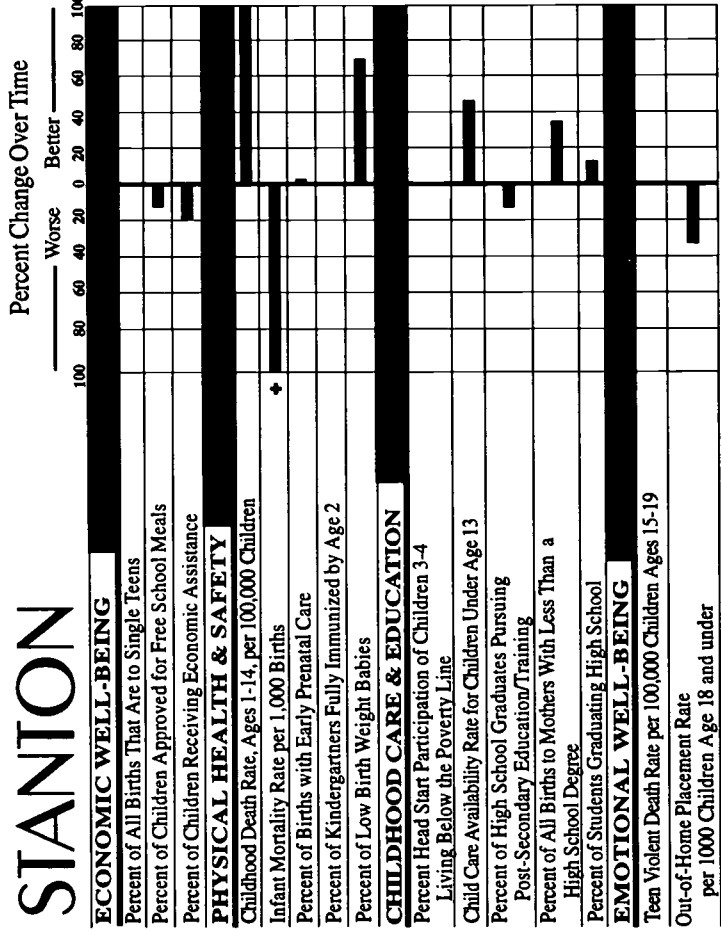 STANTON
Percent Change Over Time
Worse Better
100 80 60 40 20 0 20 40 60 80 100
ECONOMIC WELL-BEING
Percent of All Births That Are to Single Teens
Percent of Children Approved for Free School Meals
Percent of Children Receiving Economic Assistance
PHYSICAL HEALTH & SAFETY
Childhood Death Rate, Ages 1-14, per 100,000 Children
Infant Mortality Rate per 1,000 Births
+
Percent of Births with Early Prenatal Care
Percent of Kindergartners Fully Immunized by Age 2
Percent of Low Birth Weight Babies
CHILDHOOD CARE & EDUCATION
Percent Head Start Participation of Children 3-4
Living Below the Poverty Line
Child Care Availability Rate for Children Under Age 13
Percent of High School Graduates Pursuing
Post-Secondary Education/Training
Percent of All Births to Mothers With Less Than a
High School Degree
Percent of Students Graduating High School
EMOTIONAL WELL-BEING
Teen Violent Death Rate per 100,000 Children Ages 15-19
Out-of-Home Placement Rate
per 1000 Children Age 18 and under